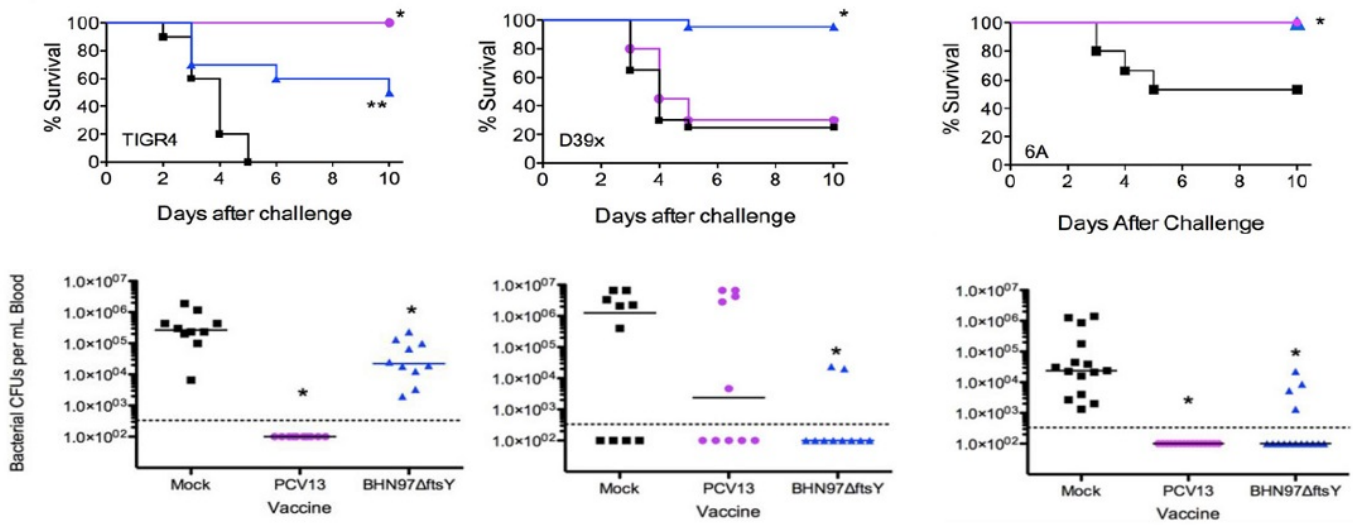 100
80
60
40
20
0
% Survival
*
**
TIGR4
0 2 4 6 8 10
Days after challenge
100
80
60
40
20
0
% Survival
*
D39x
0 2 4 6 8 10
Days after challenge
100
80
60
40
20
0
% Survival
*
6A
0 2 4 6 8 10
Days After Challenge
Bacterial CFUs per mL Blood
1.0×10⁰⁷
1.0×10⁰⁶
1.0×10⁰⁵
1.0×10⁰⁴
1.0×10⁰³
1.0×10⁰²
*
*
Mock PCV13 BHN97ΔftsY
Vaccine
1.0×10⁰⁷
1.0×10⁰⁶
1.0×10⁰⁵
1.0×10⁰⁴
1.0×10⁰³
1.0×10⁰²
*
Mock PCV13 BHN97ΔftsY
Vaccine
1.0×10⁰⁷
1.0×10⁰⁶
1.0×10⁰⁵
1.0×10⁰⁴
1.0×10⁰³
1.0×10⁰²
*
*
Mock PCV13 BHN97ΔftsY
Vaccine